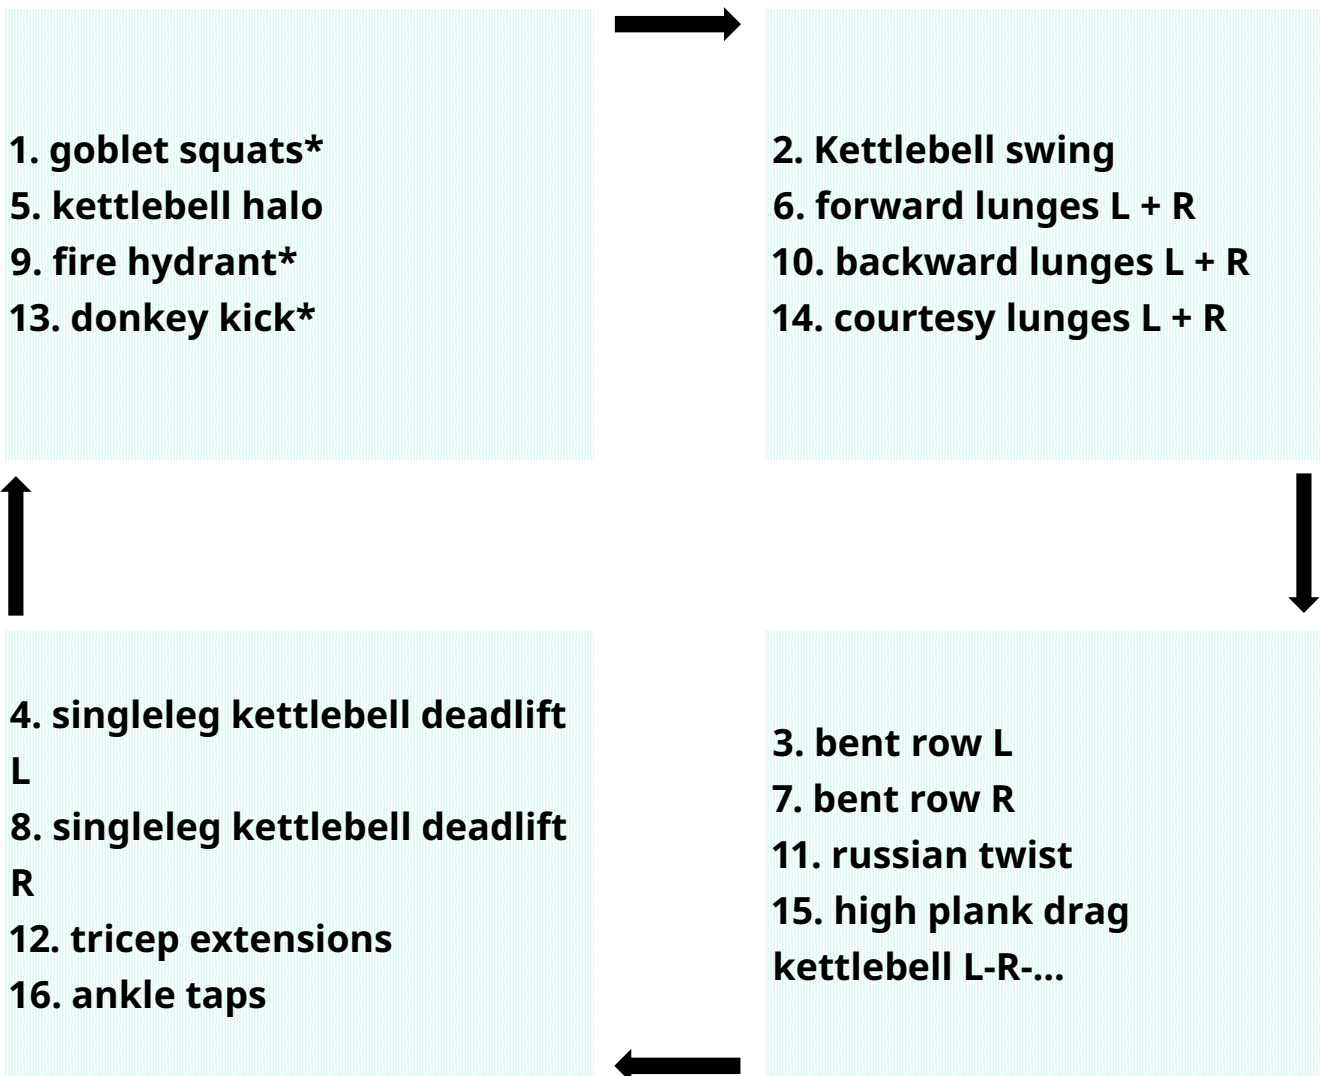 1. goblet squats*
5. kettlebell halo
9. fire hydrant*
13. donkey kick*
2. Kettlebell swing
6. forward lunges L + R
10. backward lunges L + R
14. courtesy lunges L + R
4. singleleg kettlebell deadlift
L
8. singleleg kettlebell deadlift
R
12. tricep extensions
16. ankle taps
3. bent row L
7. bent row R
11. russian twist
15. high plank drag
kettlebell L-R-...